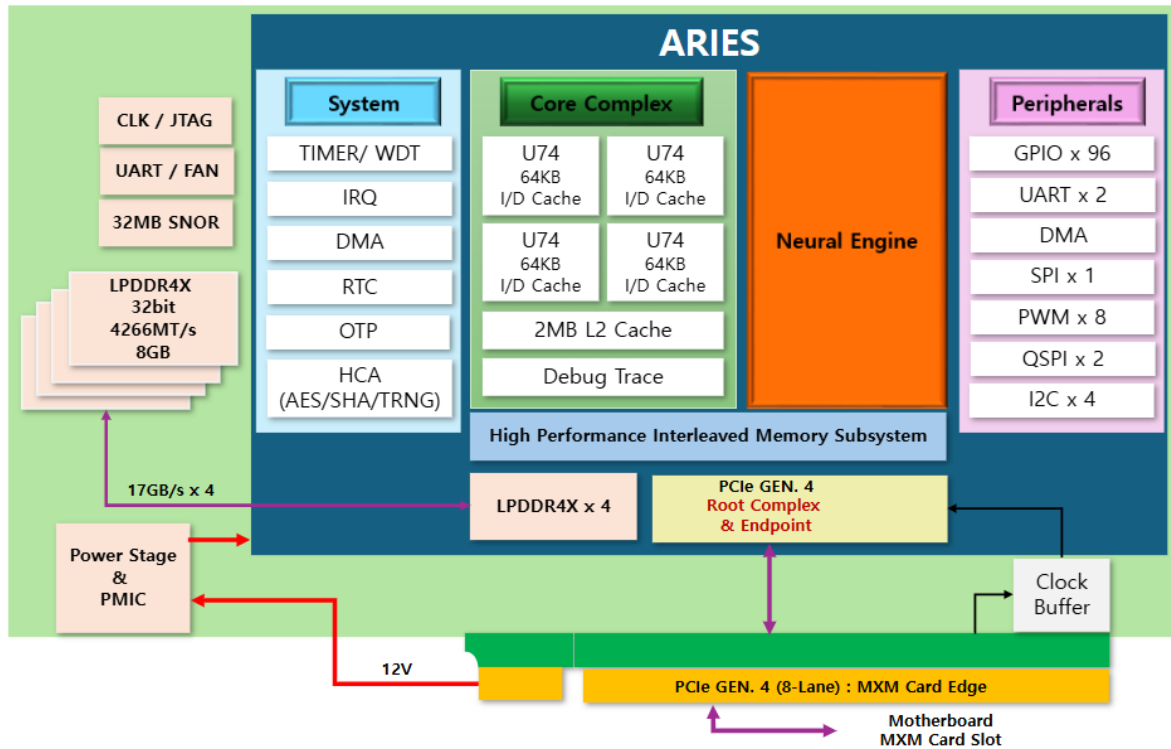 ARIES
CLK / JTAG
UART / FAN
32MB SNOR
LPDDR4X
32bit
4266MT/s
8GB
17GB/s x 4
Power Stage
&
PMIC
12V
System
TIMER/ WDT
IRQ
DMA
RTC
OTP
HCA
(AES/SHA/TRNG)
Core Complex
U74
64KB
I/D Cache
U74
64KB
I/D Cache
U74
64KB
I/D Cache
U74
64KB
I/D Cache
2MB L2 Cache
Debug Trace
Neural Engine
Peripherals
GPIO x 96
UART x 2
DMA
SPI x 1
PWM x 8
QSPI x 2
I2C x 4
High Performance Interleaved Memory Subsystem
LPDDR4X x 4
PCIe GEN. 4
Root Complex
& Endpoint
Clock
Buffer
PCIe GEN. 4 (8-Lane) : MXM Card Edge
Motherboard
MXM Card Slot